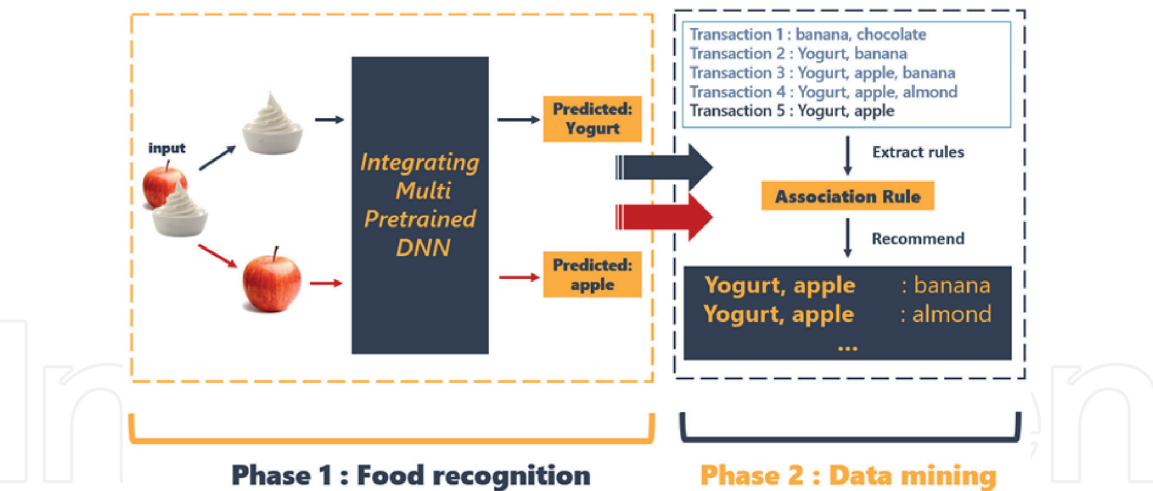 input
Integrating
Multi
Pretrained
DNN
Predicted:
Yogurt
Predicted:
apple
Transaction 1 : banana, chocolate
Transaction 2 : Yogurt, banana
Transaction 3 : Yogurt, apple, banana
Transaction 4 : Yogurt, apple, almond
Transaction 5 : Yogurt, apple
Extract rules
Association Rule
Recommend
Yogurt, apple : banana
Yogurt, apple : almond
...
Phase 1 : Food recognition
Phase 2 : Data mining